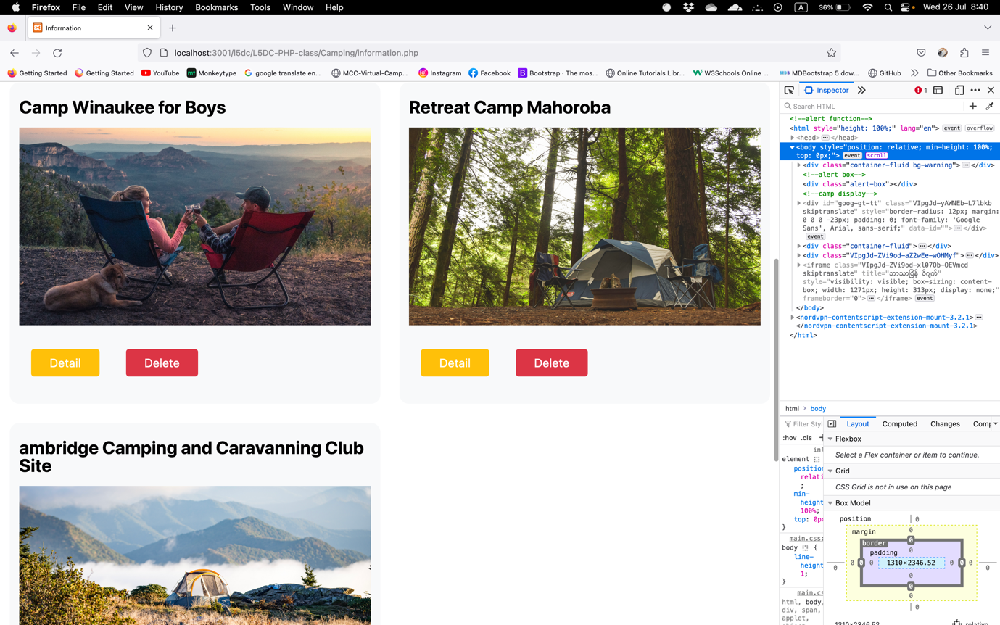 Firefox File Edit View History Bookmarks Tools Window Help A 36% Wed 26 Jul 8:40
Information
localhost:3001/l5dc/L5DC-PHP-class/Camping/information.php
Getting Started Getting Started YouTube mt Monkeytype google translate en... MCC-Virtual-Camp... Instagram Facebook B Bootstrap · The mos... Online Tutorials Libr... W3Schools Online ... MDBootstrap 5 dow... GitHub Other Bookmarks
Camp Winaukee for Boys
Retreat Camp Mahoroba
Detail Delete
Detail Delete
ambridge Camping and Caravanning Club
Site
Inspector 1
Search HTML
<!--alert function-->
<html style="height: 100%;" lang="en"> event overflow
<head> ••• </head>
<body style="position: relative; min-height: 100%;
top: 0px;"> event scroll
<div class="container-fluid bg-warning"> ••• </div>
<!--alert box-->
<div class="alert-box"></div>
<!--camp display-->
<div id="goog-gt-tt" class="VIpgJd-yAWNEb-L7lbkb
skiptranslate" style="border-radius: 12px; margin:
0 0 0 -23px; padding: 0; font-family: 'Google
Sans', Arial, sans-serif;" data-id=""> ••• </div>
event
<div class="container-fluid"> ••• </div>
<div class="VIpgJd-ZVi9od-aZ2wEe-wOHMyf"> ••• </div>
<iframe class="VIpgJd-ZVi9od-xl07Ob-OEVmcd
skiptranslate" title="ဘာသာပြန် ဝိဂျက်"
style="visibility: visible; box-sizing: content-
box; width: 1271px; height: 313px; display: none;"
frameborder="0"> ••• </iframe> event
</body>
<nordvpn-contentscript-extension-mount-3.2.1> •••
</nordvpn-contentscript-extension-mount-3.2.1>
</html>
html > body
Filter Styl
:hov .cls +
element
position
relati
;
min-
height
100%;
top: 0px
}
main.css:
body {
line-
height
1;
}
main.cs
html, body,
div, span,
applet,
Layout Computed Changes Comp
Flexbox
Select a Flex container or item to continue.
Grid
CSS Grid is not in use on this page
Box Model
position 0
margin 0
border 0
padding 0
0 0 0 0 1310×2346.52 0 0 0 0
0
0
0
0
1310×2346.52 relative